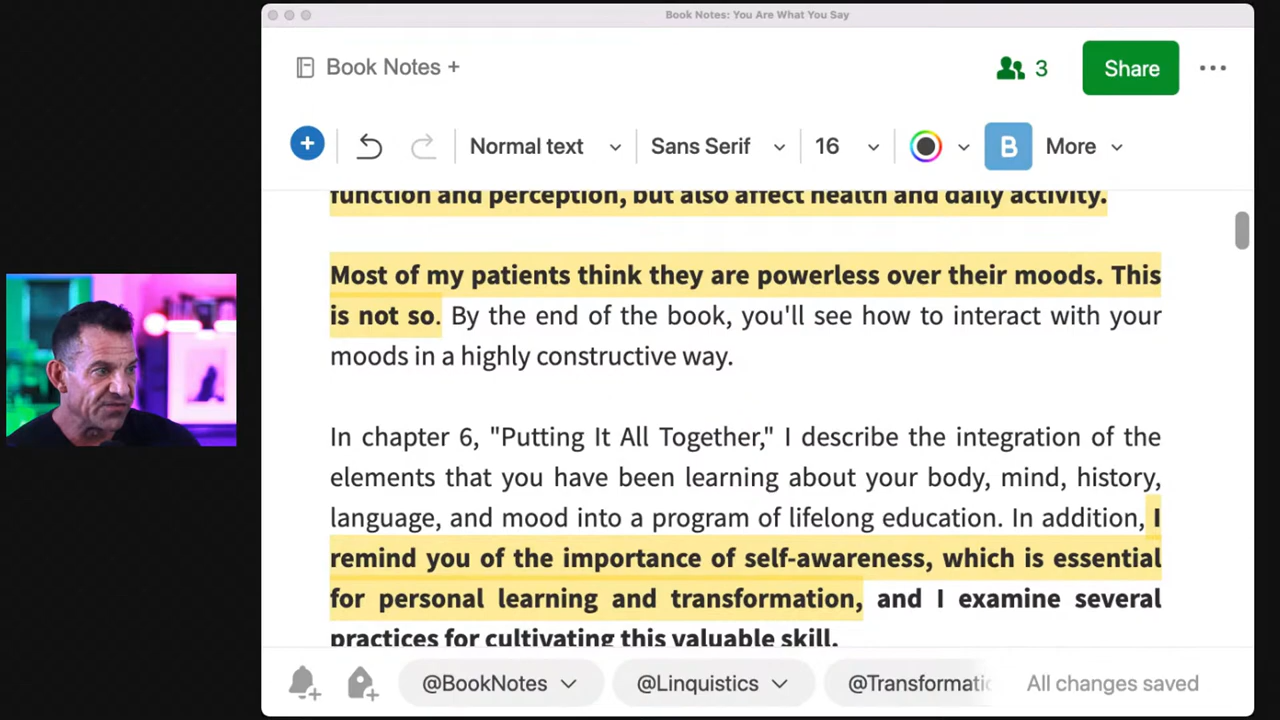 Book Notes: You Are What You Say
Book Notes +
3
Share
Normal text
Sans Serif
16
B
More
function and perception, but also affect health and daily activity.
Most of my patients think they are powerless over their moods. This
is not so. By the end of the book, you'll see how to interact with your
moods in a highly constructive way.
In chapter 6, "Putting It All Together," I describe the integration of the
elements that you have been learning about your body, mind, history,
language, and mood into a program of lifelong education. In addition, I
remind you of the importance of self-awareness, which is essential
for personal learning and transformation, and I examine several
practices for cultivating this valuable skill.
@BookNotes
@Linquistics
@Transformatic
All changes saved